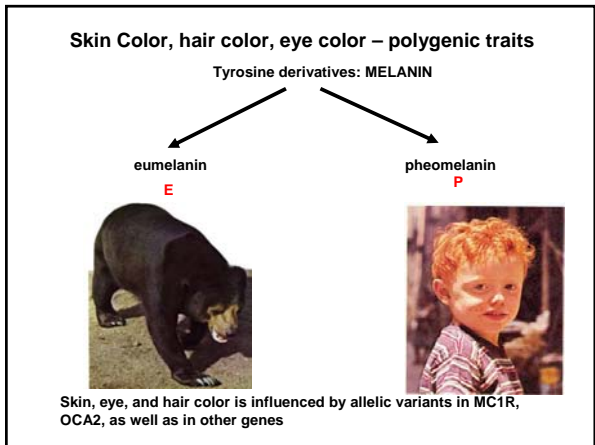 Skin Color, hair color, eye color – polygenic traits
Tyrosine derivatives: MELANIN
eumelanin
pheomelanin
E
P
Skin, eye, and hair color is influenced by allelic variants in MC1R,
OCA2, as well as in other genes